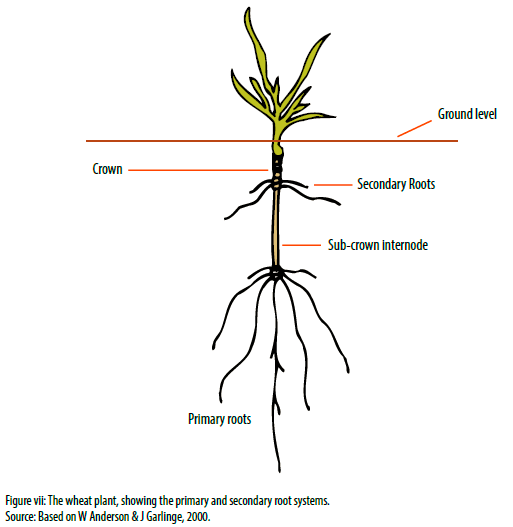 Ground level
Crown
Secondary Roots
Sub-crown internode
Primary roots
Figure vii: The wheat plant, showing the primary and secondary root systems.
Source: Based on W Anderson & J Garlinge, 2000.